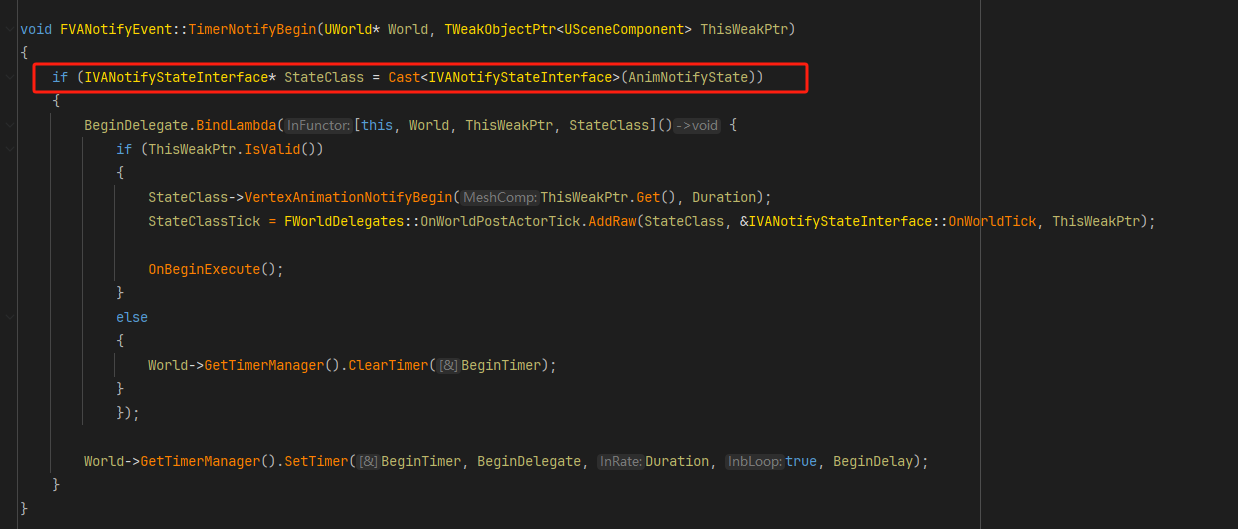 void FVANotifyEvent::TimerNotifyBegin(UWorld* World, TWeakObjectPtr<USceneComponent> ThisWeakPtr)
{
if (IVANotifyStateInterface* StateClass = Cast<IVANotifyStateInterface>(AnimNotifyState))
{
BeginDelegate.BindLambda(InFunctor:[this, World, ThisWeakPtr, StateClass]()->void {
if (ThisWeakPtr.IsValid())
{
StateClass->VertexAnimationNotifyBegin(MeshComp:ThisWeakPtr.Get(), Duration);
StateClassTick = FWorldDelegates::OnWorldPostActorTick.AddRaw(StateClass, &IVANotifyStateInterface::OnWorldTick, ThisWeakPtr);
OnBeginExecute();
}
else
{
World->GetTimerManager().ClearTimer([&]BeginTimer);
}
});
World->GetTimerManager().SetTimer([&]BeginTimer, BeginDelegate, InRate:Duration, InbLoop:true, BeginDelay);
}
}